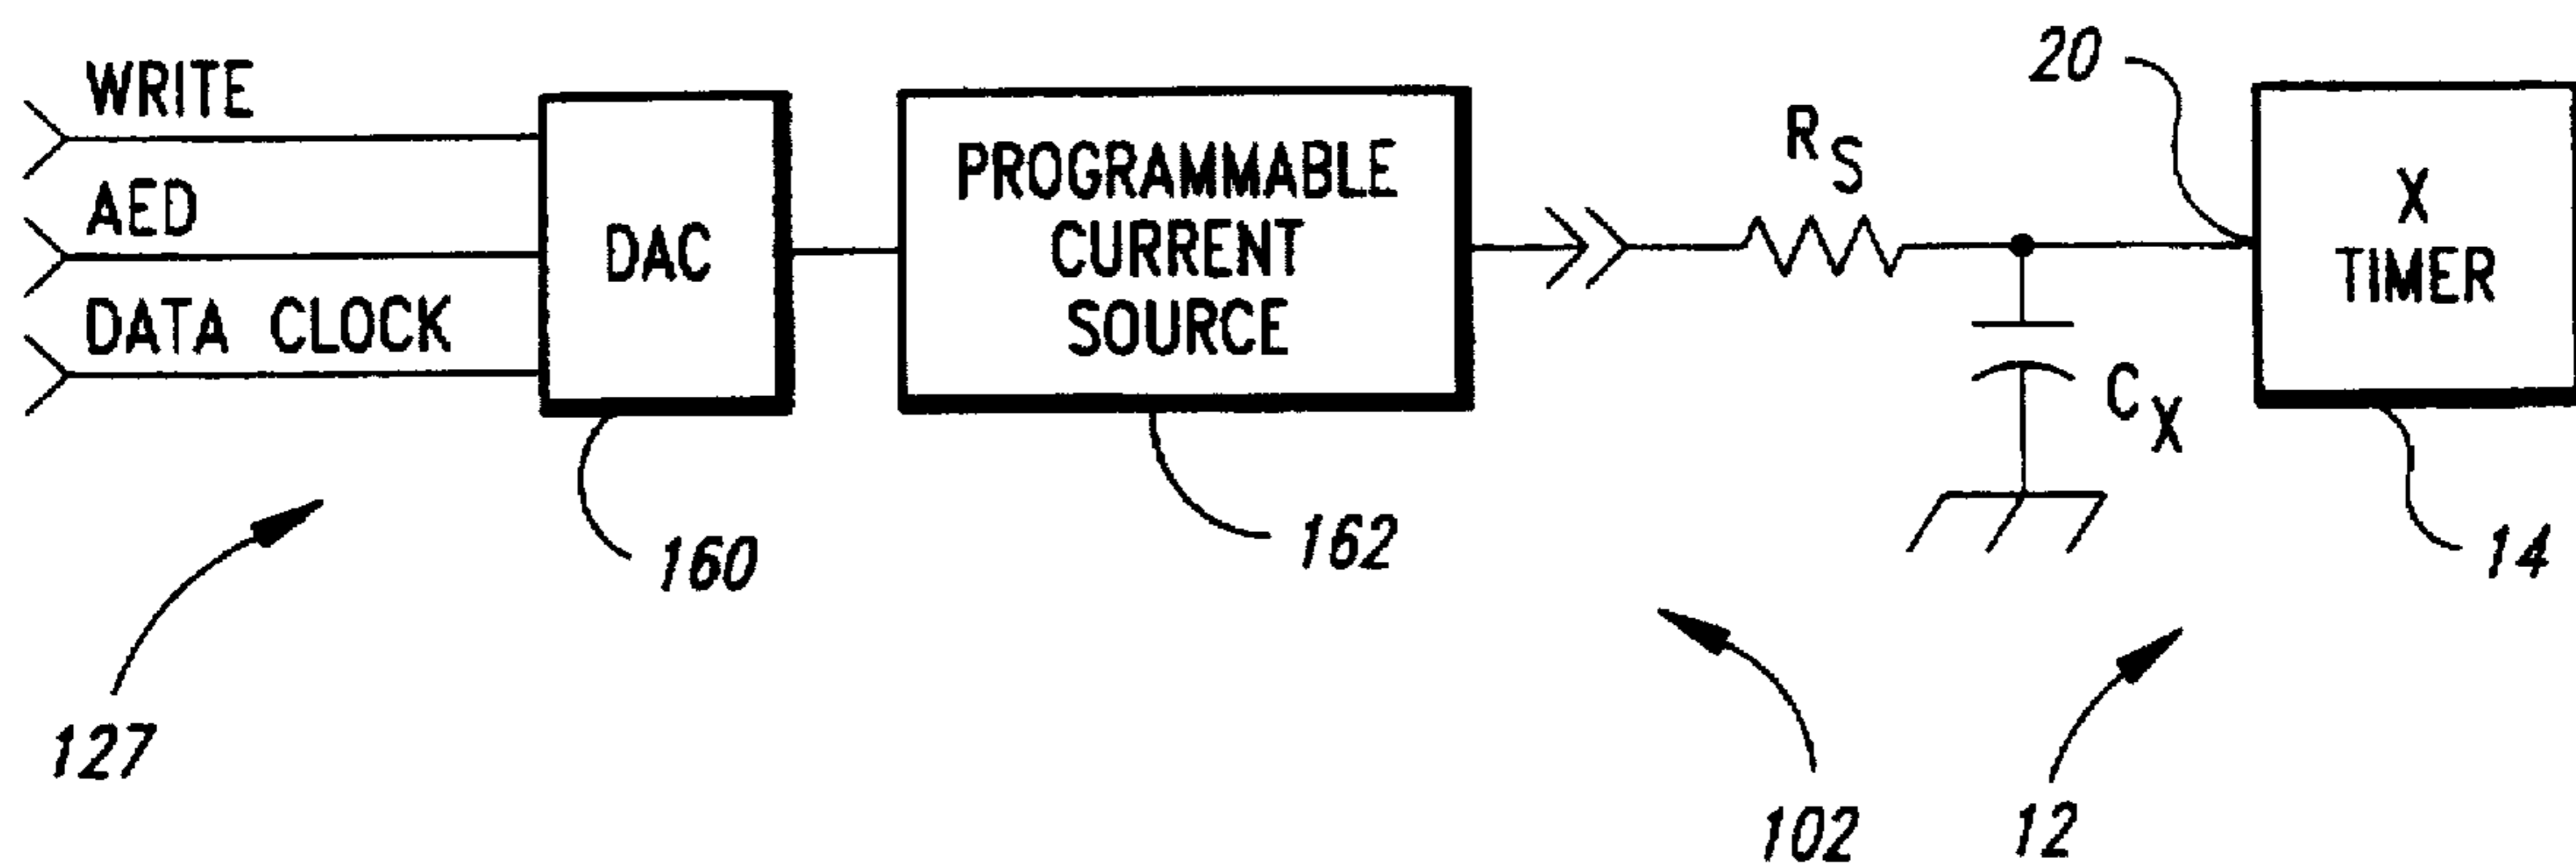 WRITE
AED
DATA CLOCK
DAC
PROGRAMMABLE
CURRENT
SOURCE
R S
C X
20
X
TIMER
160
162
14
127
102
12